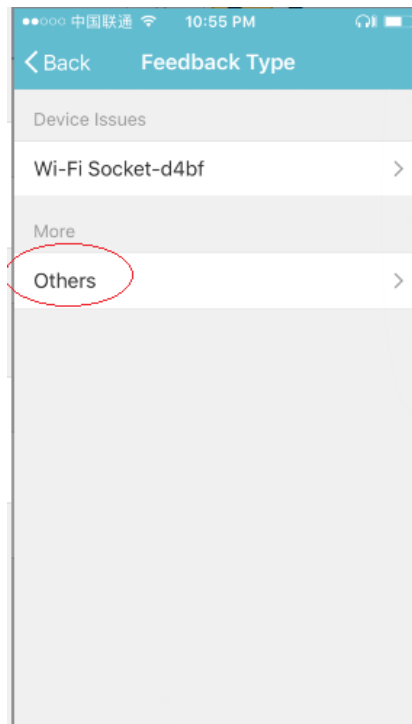 中国联通 10:55 PM
Back Feedback Type
Device Issues
Wi-Fi Socket-d4bf
More
Others